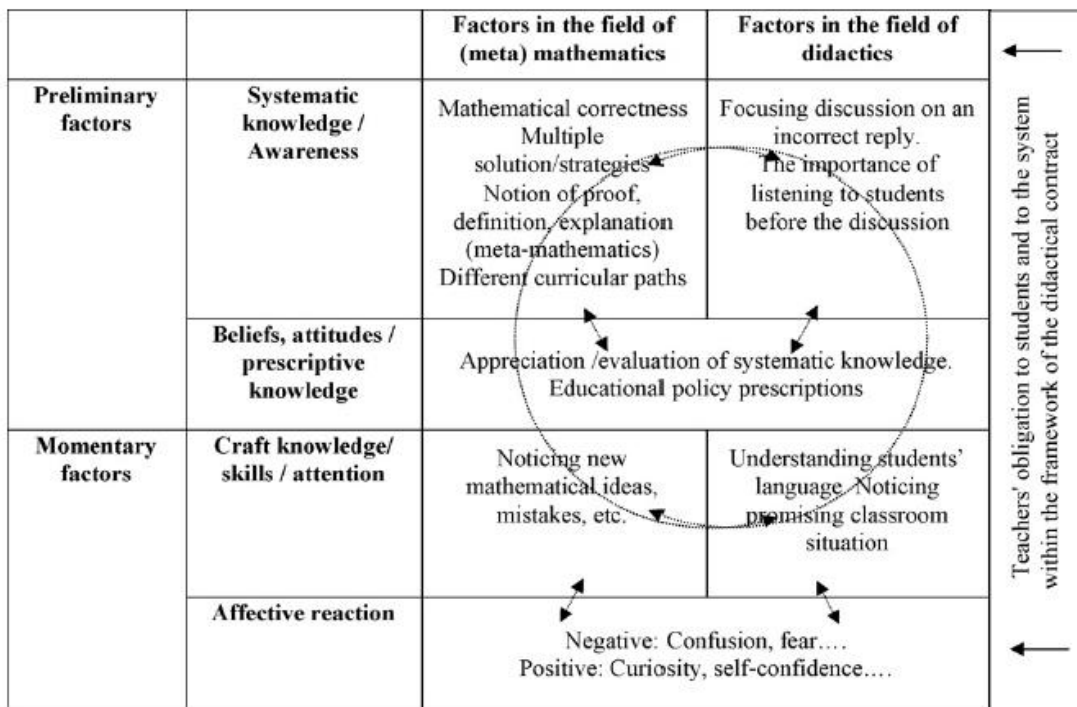 Factors in the field of
(meta) mathematics
Factors in the field of
didactics
Preliminary
factors
Systematic
knowledge /
Awareness
Mathematical correctness
Multiple
solution/strategies
Notion of proof,
definition, explanation
(meta-mathematics)
Different curricular paths
Focusing discussion on an
incorrect reply.
The importance of
listening to students
before the discussion
Beliefs, attitudes /
prescriptive
knowledge
Appreciation /evaluation of systematic knowledge.
Educational policy prescriptions
Momentary
factors
Craft knowledge/
skills / attention
Noticing new
mathematical ideas,
mistakes, etc.
Understanding students’
language. Noticing
promising classroom
situation
Affective reaction
Negative: Confusion, fear….
Positive: Curiosity, self-confidence….
Teachers' obligation to students and to the system
within the framework of the didactical contract